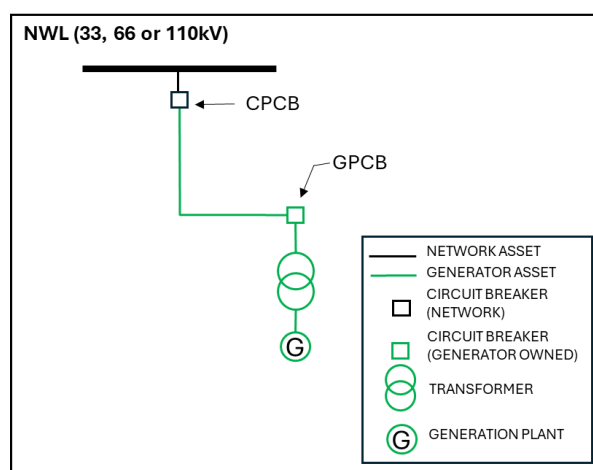 NWL (33, 66 or 110kV)
CPCB
GPCB
G
NETWORK ASSET
GENERATOR ASSET
CIRCUIT BREAKER
(NETWORK)
CIRCUIT BREAKER
(GENERATOR OWNED)
TRANSFORMER
G
GENERATION PLANT